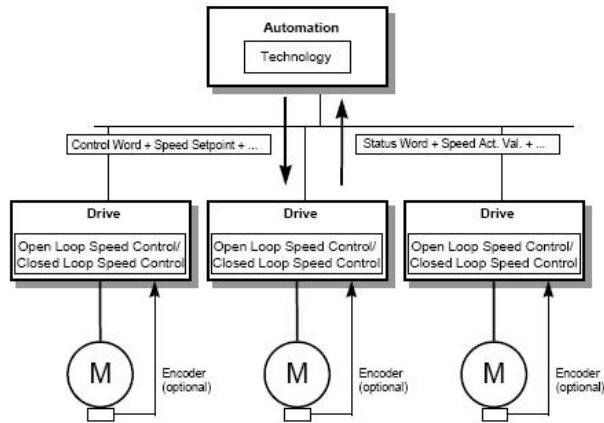 Automation
Technology
Control Word + Speed Setpoint + ...
Status Word + Speed Act. Val. + ...
Drive
Open Loop Speed Control/
Closed Loop Speed Control
Drive
Open Loop Speed Control/
Closed Loop Speed Control
Drive
Open Loop Speed Control/
Closed Loop Speed Control
M
Encoder
(optional)
M
Encoder
(optional)
M
Encoder
(optional)